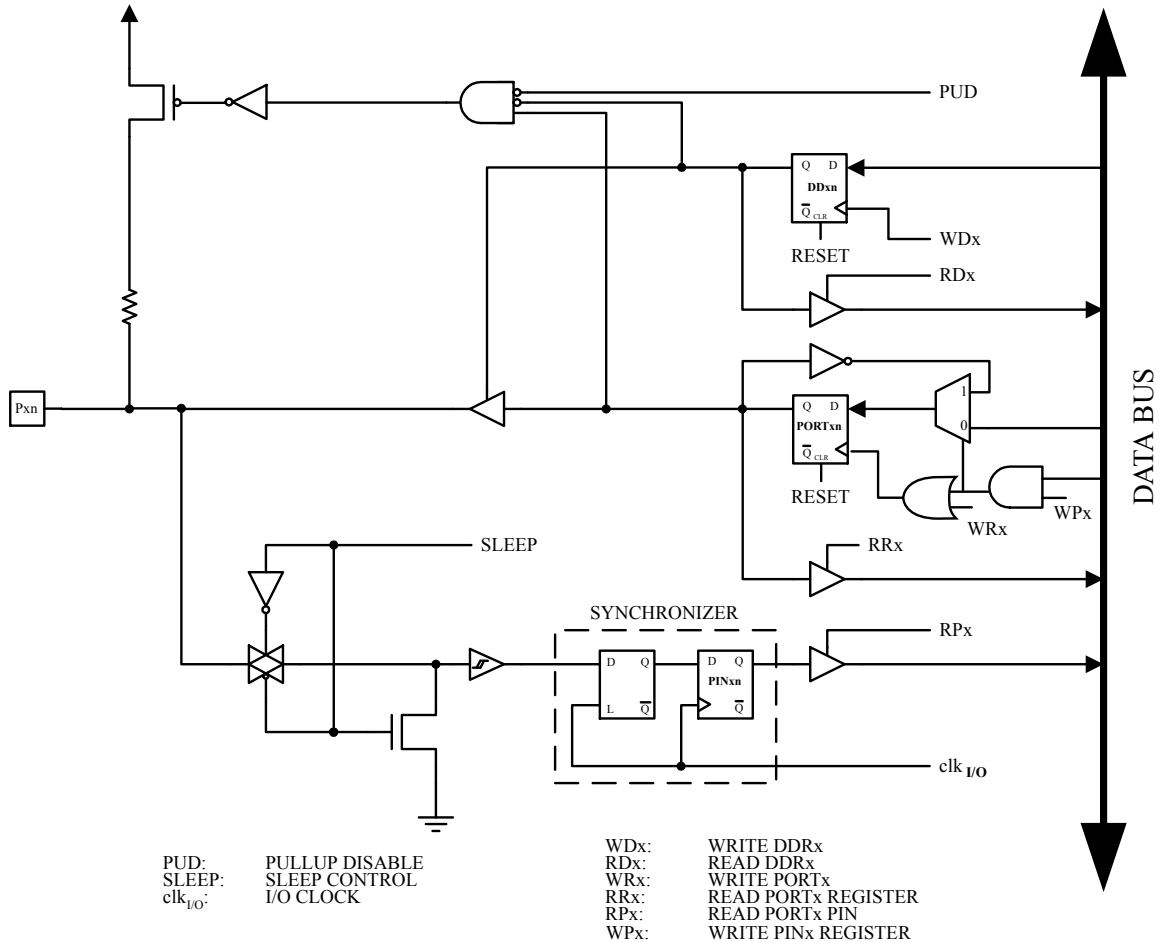 PUD
Q D
DDxn
Q CLR
WDx
RESET
RDx
Pxn
1
Q D
0
PORTxn
Q CLR
RESET
WRx
WPx
DATA BUS
SLEEP
RRx
SYNCHRONIZER
RPx
D Q
D Q
PINxn
L Q
Q
clk I/O
PUD: PULLUP DISABLE
SLEEP: SLEEP CONTROL
clkI/O: I/O CLOCK
WDx: WRITE DDRx
RDx: READ DDRx
WRx: WRITE PORTx
RRx: READ PORTx REGISTER
RPx: READ PORTx PIN
WPx: WRITE PINx REGISTER